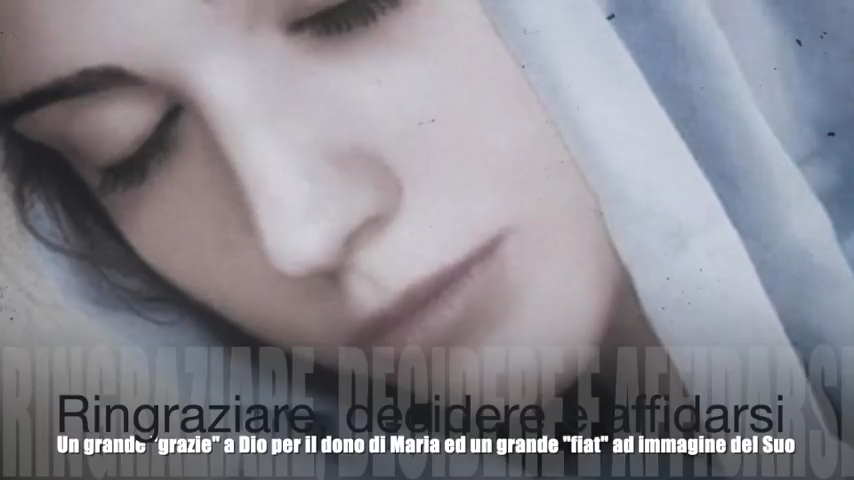 RINGRAZIARE, DECIDERE E AFFIDARSI
Ringraziare decidere e affidarsi
Un grande "grazie" a Dio per il dono di Maria ed un grande "fiat" ad immagine del Suo